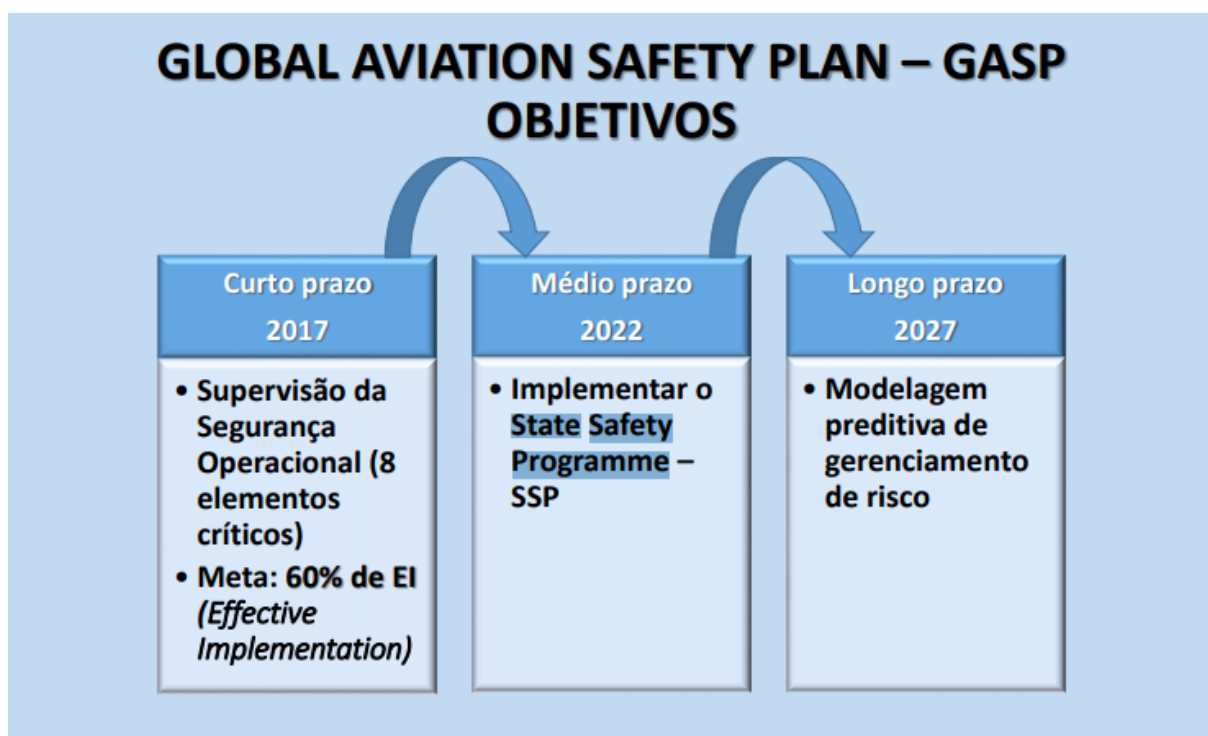 GLOBAL AVIATION SAFETY PLAN – GASP
OBJETIVOS
Curto prazo
2017
• Supervisão da
Segurança
Operacional (8
elementos
críticos)
• Meta: 60% de EI
(Effective
Implementation)
Médio prazo
2022
• Implementar o
State Safety
Programme –
SSP
Longo prazo
2027
• Modelagem
preditiva de
gerenciamento
de risco